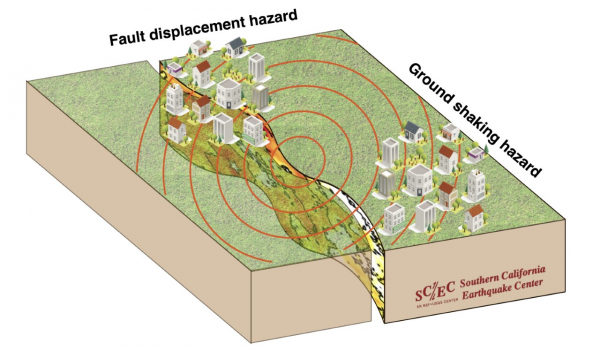 Fault displacement hazard
Ground shaking hazard
SC/EC
AN NSF+USGS CENTER
Southern California
Earthquake Center